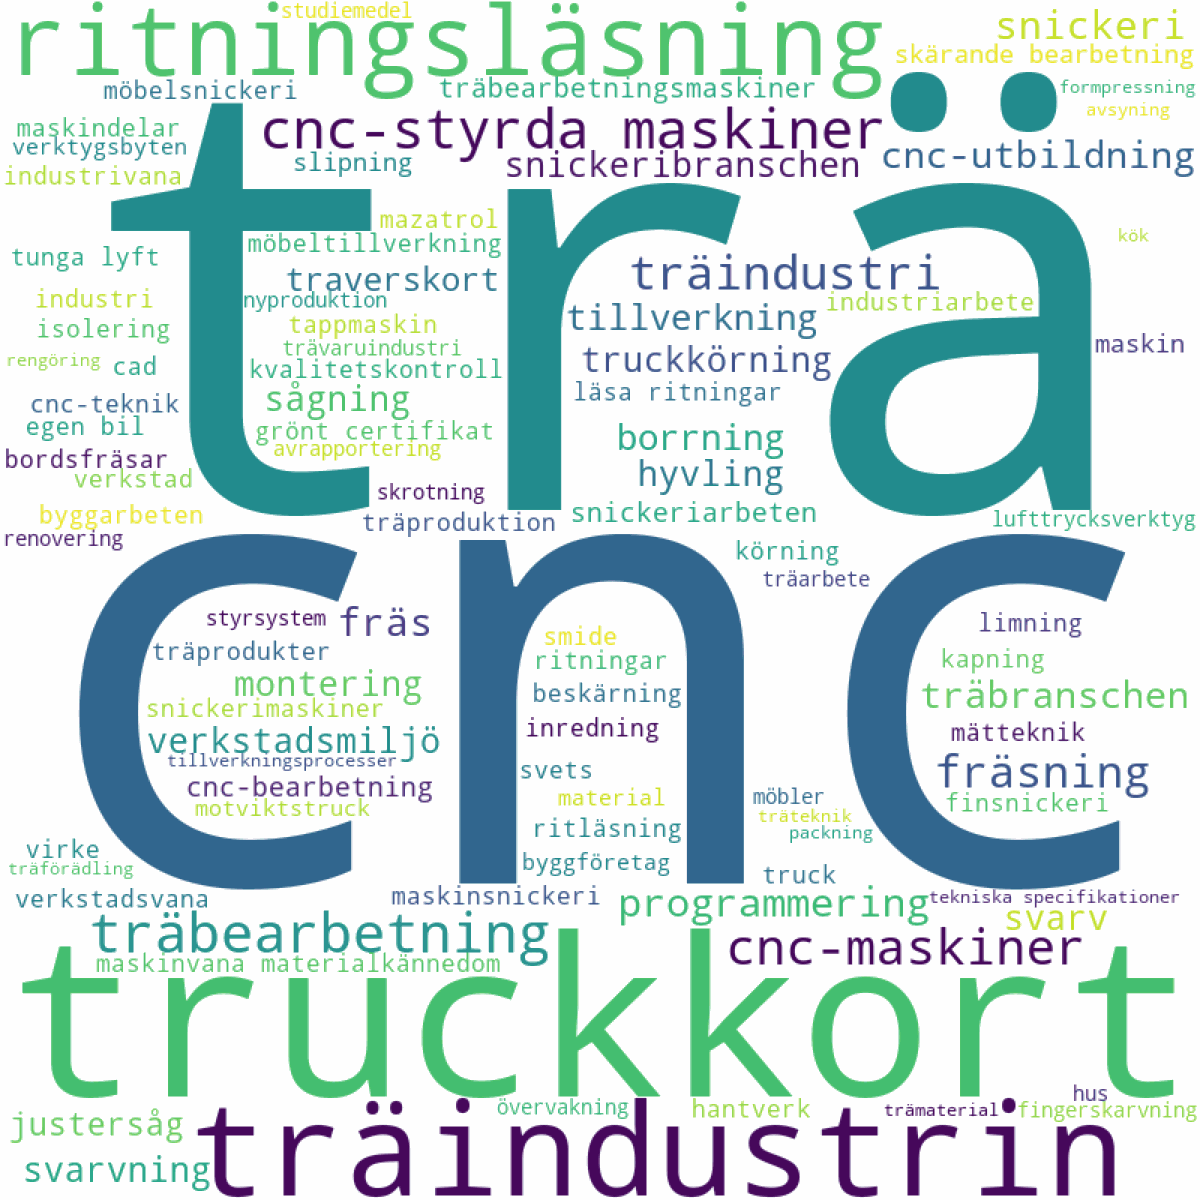 studiemedel
ritningsläsning
snickeri
skärande bearbetning
möbelsnickeri
träbearbetningsmaskiner
formpressning
avsyning
maskindelar
cnc-styrda maskiner
verktygsbyten
slipning
snickeribranschen
cnc-utbildning
industrivana
trä
mazatrol
kök
möbeltillverkning
tunga lyft
traverskort
träindustri
industri
nyproduktion
industriarbete
isolering
tappmaskin
tillverkning
trävaruindustri
maskin
rengöring
cad
kvalitetskontroll
truckkörning
läsa ritningar
cnc-teknik
sågning
egen bil
grönt certifikat
borrning
bordsfräsar
avrapportering
hyvling
verkstad
skrotning
byggarbeten
träproduktion
snickeriarbeten
lufttrycksverktyg
renovering
körning
träarbete
cnc
styrsystem
fräs
limning
smide
träprodukter
ritningar
kapning
montering
beskärning
träbranschen
snickerimaskiner
inredning
mätteknik
verkstadsmiljö
tillverkningsprocesser
svets
fräsning
cnc-bearbetning
material
möbler
finsnickeri
motviktstruck
träteknik
ritläsning
packning
virke
byggföretag
träförädling
truck
verkstadsvana
maskinsnickeri
programmering
tekniska specifikationer
svarv
träbearbetning
cnc-maskiner
maskinvana materialkännedom
truckkort
hus
övervakning
hantverk
trämaterial
fingerskarvning
justersåg
träindustrin
svarvning